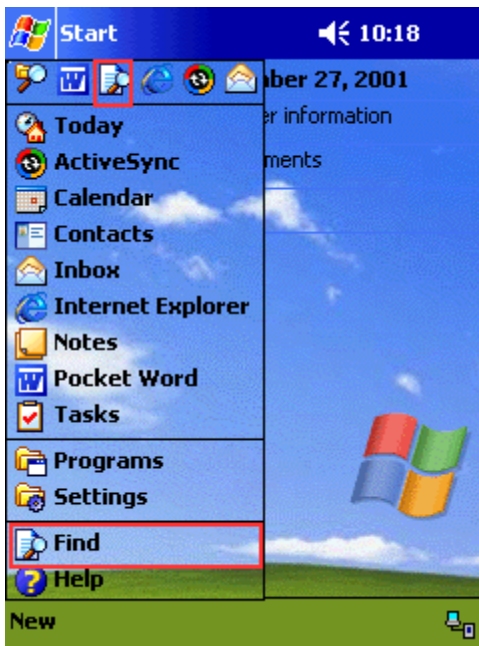 Start 10:18
ber 27, 2001
er information
Today
ments
ActiveSync
Calendar
Contacts
Inbox
Internet Explorer
Notes
Pocket Word
Tasks
Programs
Settings
Find
Help
New